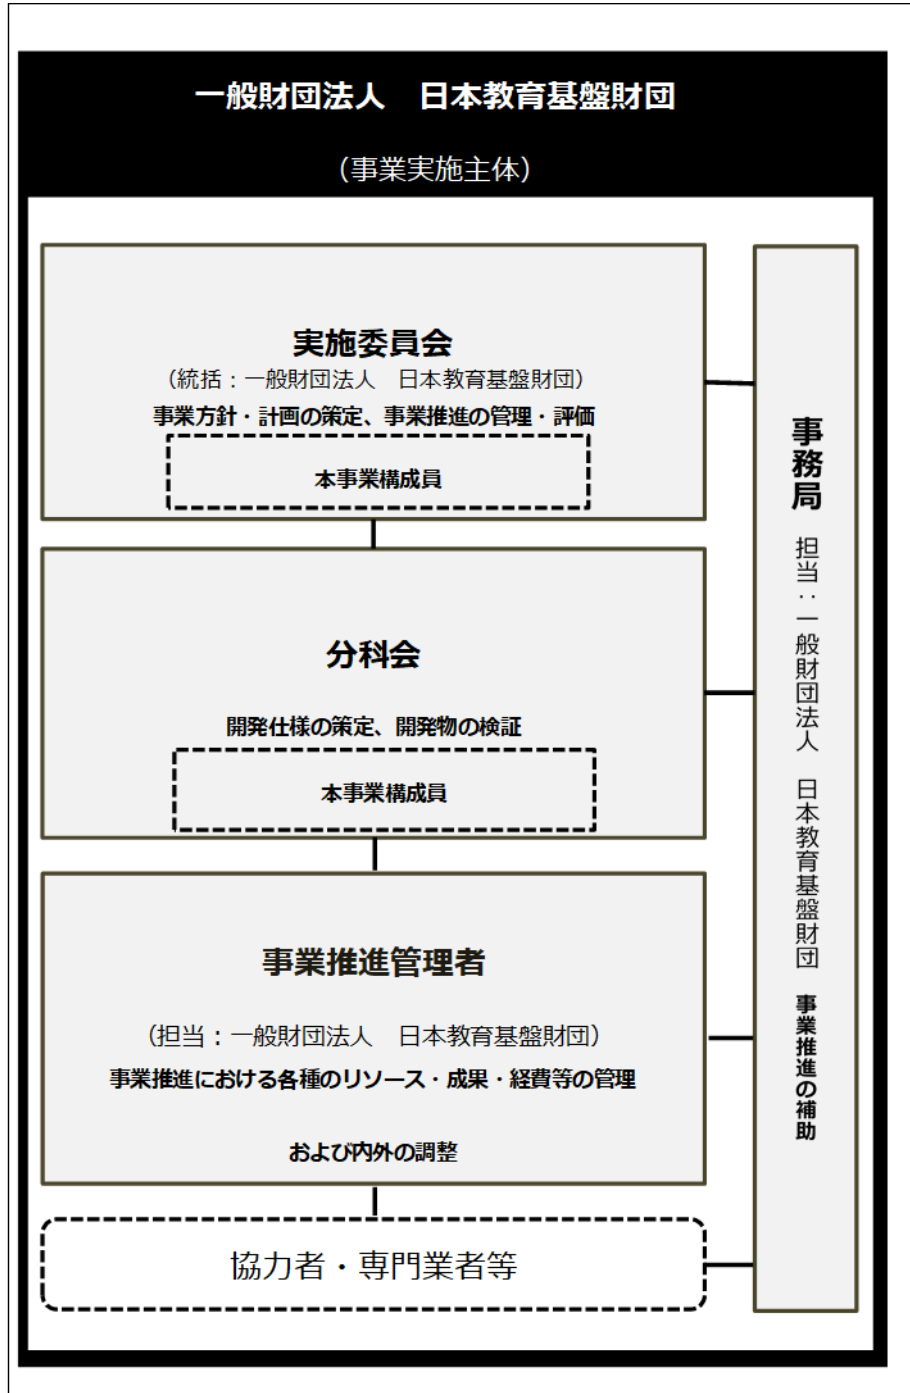 一般財団法人　日本教育基盤財団
（事業実施主体）
実施委員会
（統括：一般財団法人　日本教育基盤財団）
事業方針・計画の策定、事業推進の管理・評価
本事業構成員
分科会
開発仕様の策定、開発物の検証
本事業構成員
事業推進管理者
（担当：一般財団法人　日本教育基盤財団）
事業推進における各種のリソース・成果・経費等の管理
および内外の調整
協力者・専門業者等
事務局　担当：一般財団法人　日本教育基盤財団　事業推進の補助